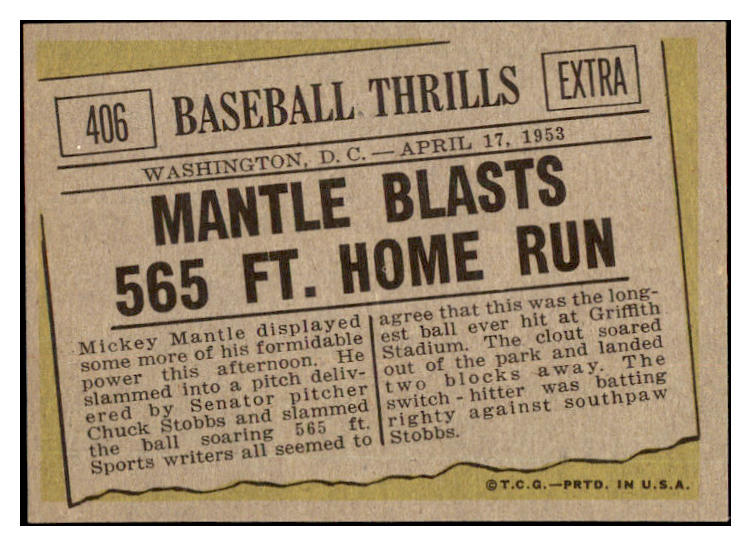 406
BASEBALL THRILLS
EXTRA
WASHINGTON, D. C. — APRIL 17, 1953
MANTLE BLASTS
565 FT. HOME RUN
Mickey Mantle displayed
some more of his formidable
power this afternoon. He
slammed into a pitch deliv-
ered by Senator pitcher
Chuck Stobbs and slammed
the ball soaring 565 ft.
Sports writers all seemed to
agree that this was the long-
est ball ever hit at Griffith
Stadium. The clout soared
out of the park and landed
two blocks away. The
switch-hitter was batting
righty against southpaw
Stobbs.
©T.C.G.—PRTD. IN U.S.A.